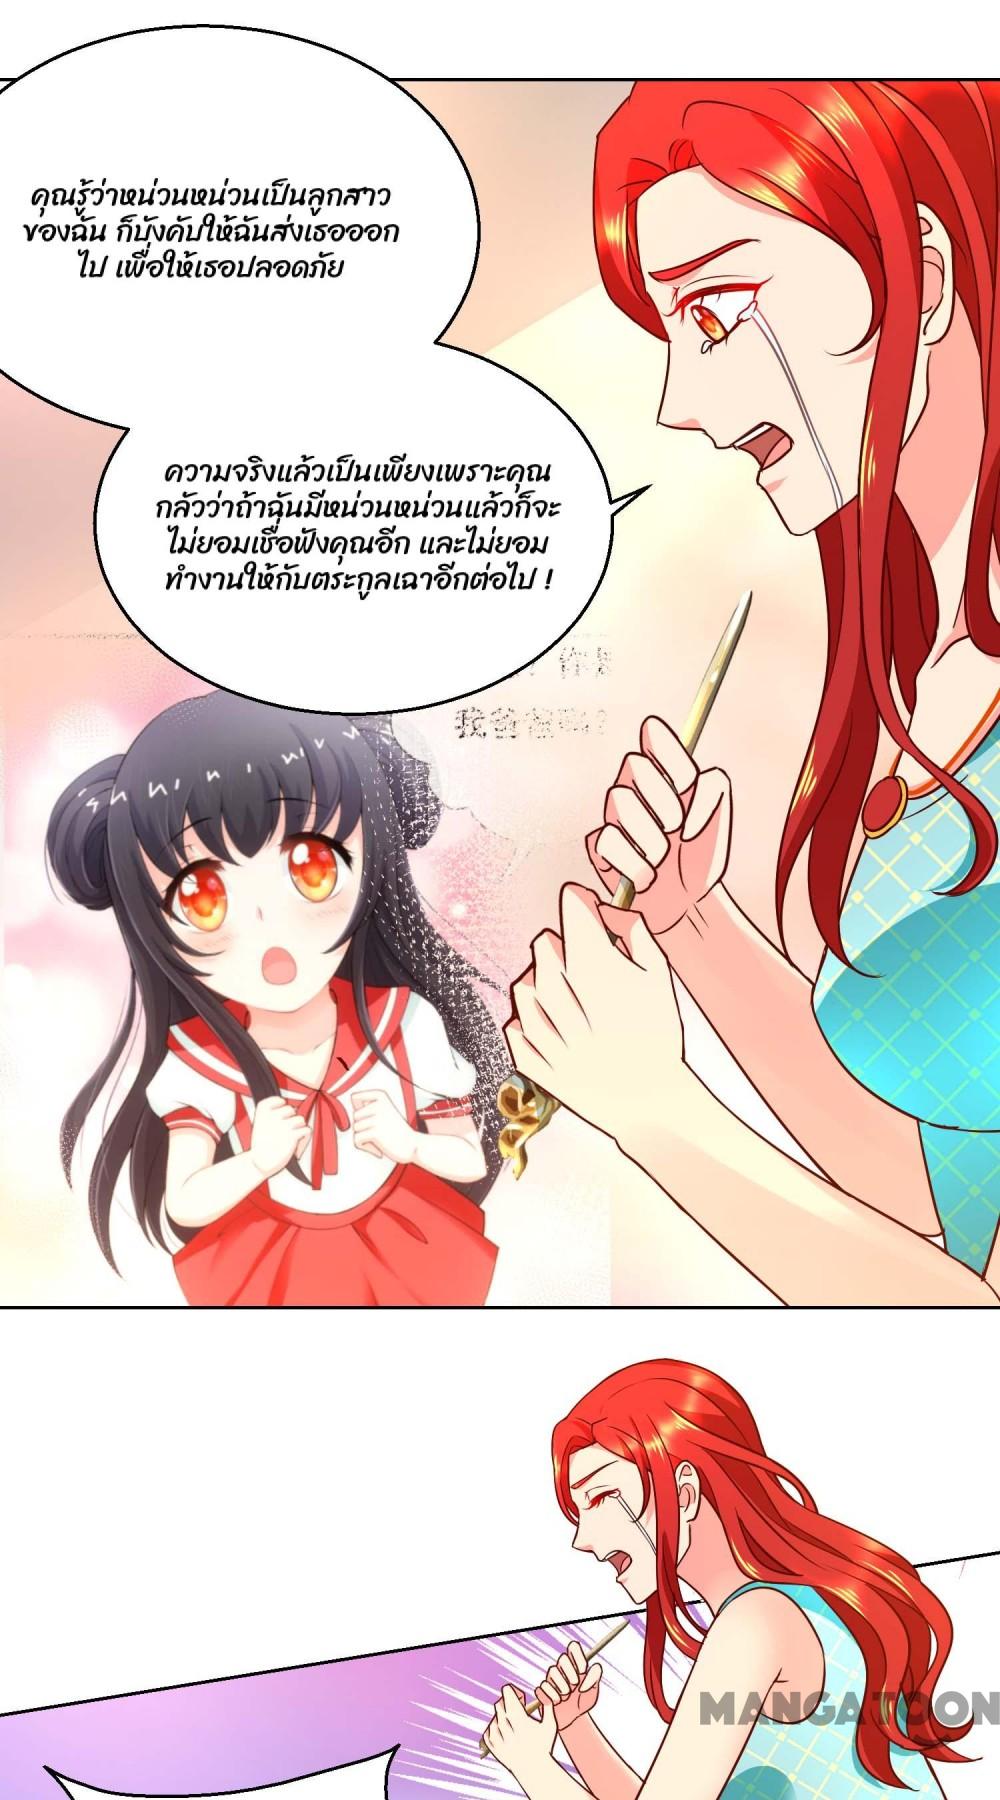 คุณรู้ว่าหน่วนหน่วนเป็นลูกสาว
ของฉัน ก็บังคับให้ฉันส่งเธอออก
ไป เพื่อให้เธอปลอดภัย
ความจริงแล้วเป็นเพียงเพราะคุณ
กลัวว่าถ้าฉันมีหน่วนหน่วนแล้วก็จะ
ไม่ยอมเชื่อฟังคุณอีก และไม่ยอม
ทำงานให้กับตระกูลเฉาอีกต่อไป !
我爸爸
MANGATOON